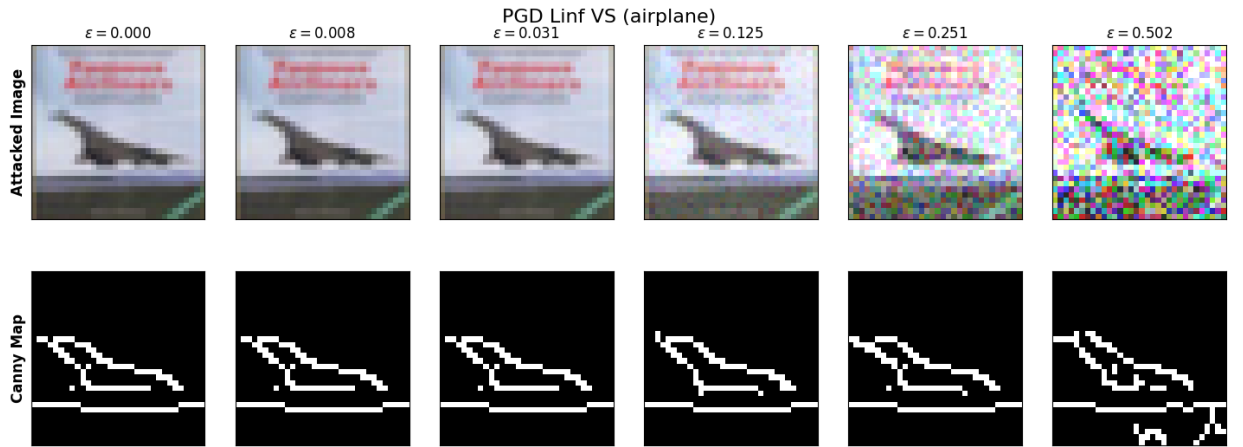 PGD Linf VS (airplane)
ε = 0.000
ε = 0.008
ε = 0.031
ε = 0.125
ε = 0.251
ε = 0.502
Attacked Image
Canny Map